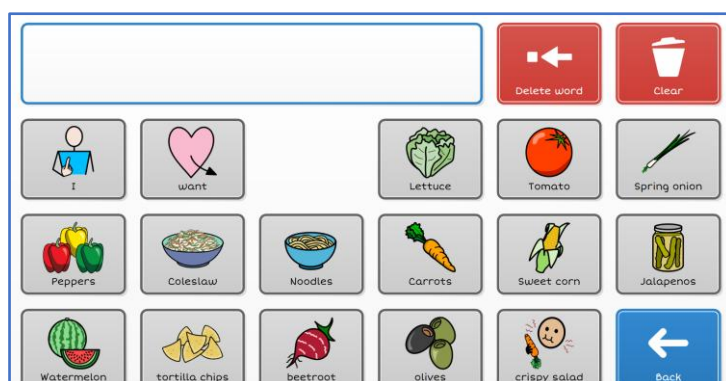 Delete word Clear
I want Lettuce Tomato Spring onion
Peppers Coleslaw Noodles Carrots Sweet corn Jalapenos
Watermelon tortilla chips beetroot olives crispy salad Back